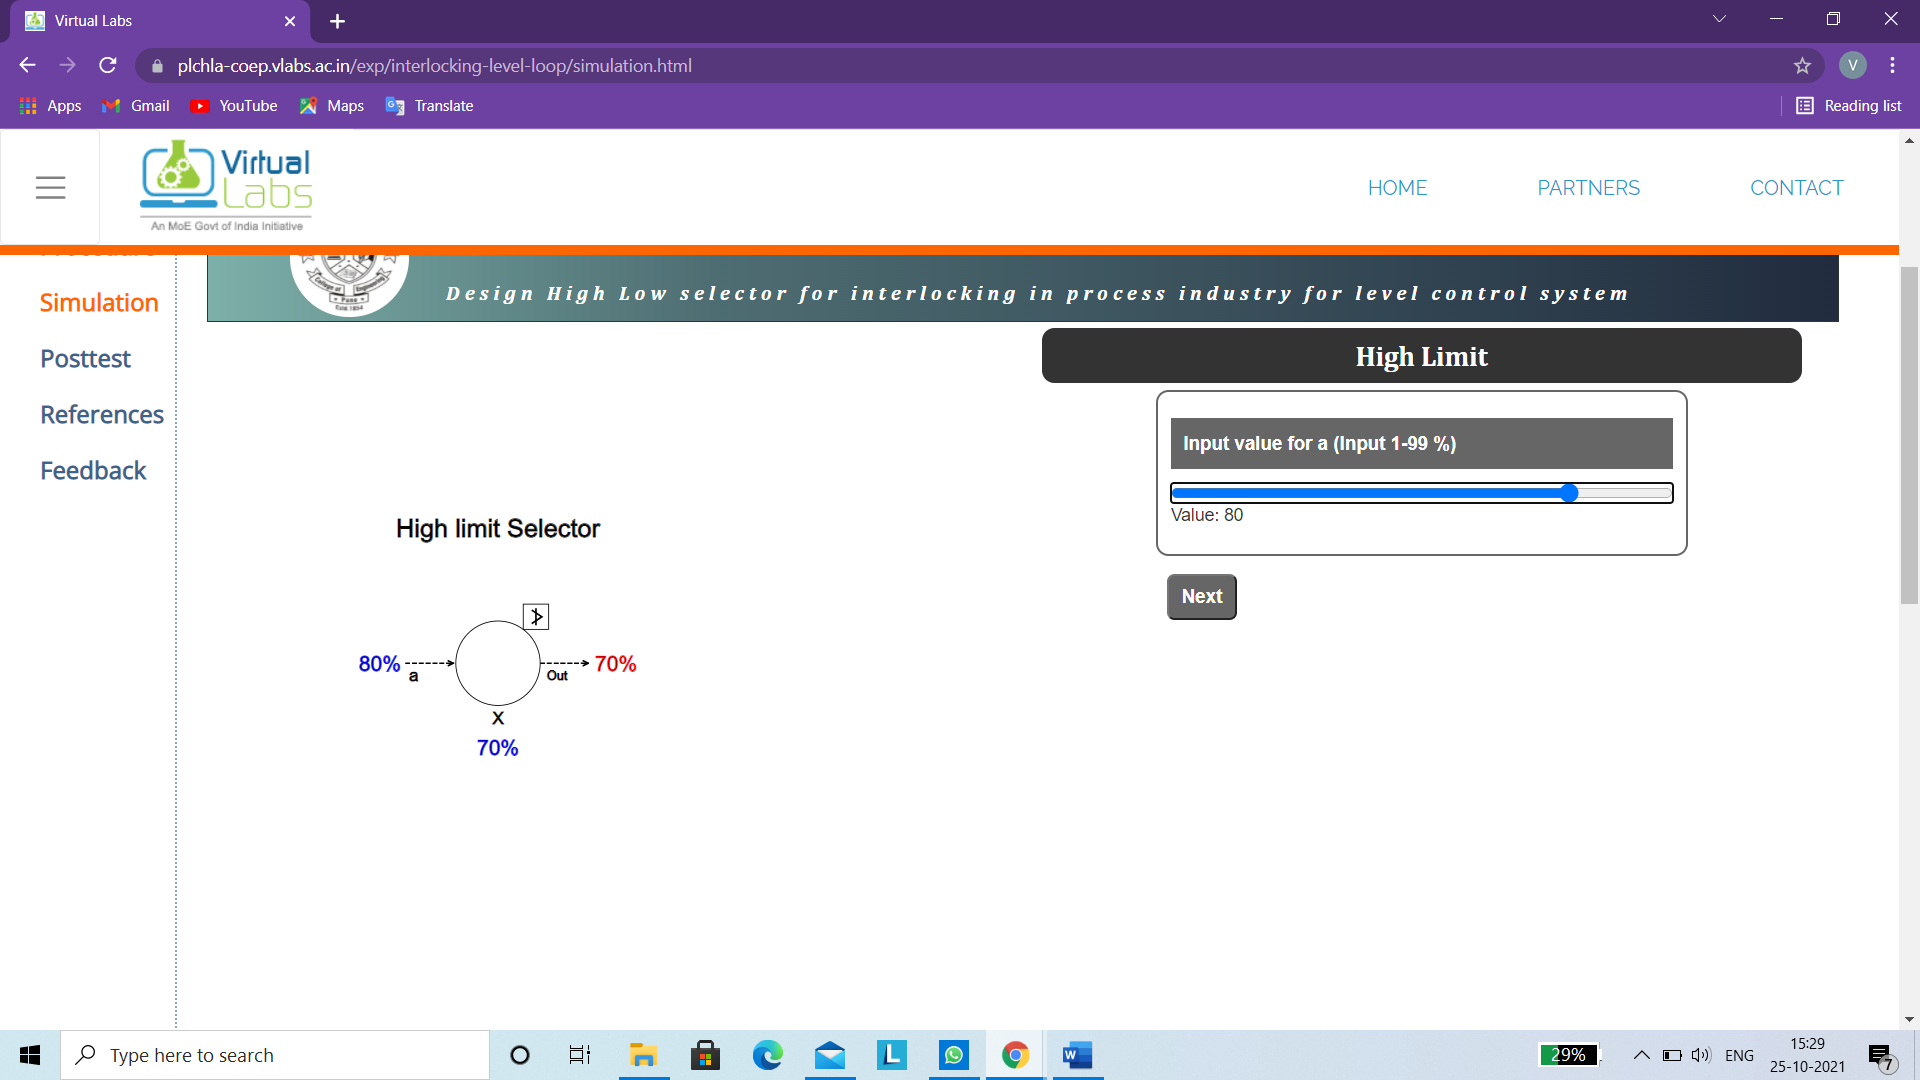 Virtual Labs
plchla-coep.vlabs.ac.in/exp/interlocking-level-loop/simulation.html
V
Apps Gmail YouTube Maps Translate Reading list
Virtual
Labs
An MoE Govt of India Initiative
HOME PARTNERS CONTACT
Simulation
Posttest
References
Feedback
Design High Low selector for interlocking in process industry for level control system
High Limit
Input value for a (Input 1-99 %)
Value: 80
Next
High limit Selector
80% a Out 70%
X
70%
Type here to search
29%
ENG
15:29
25-10-2021
7